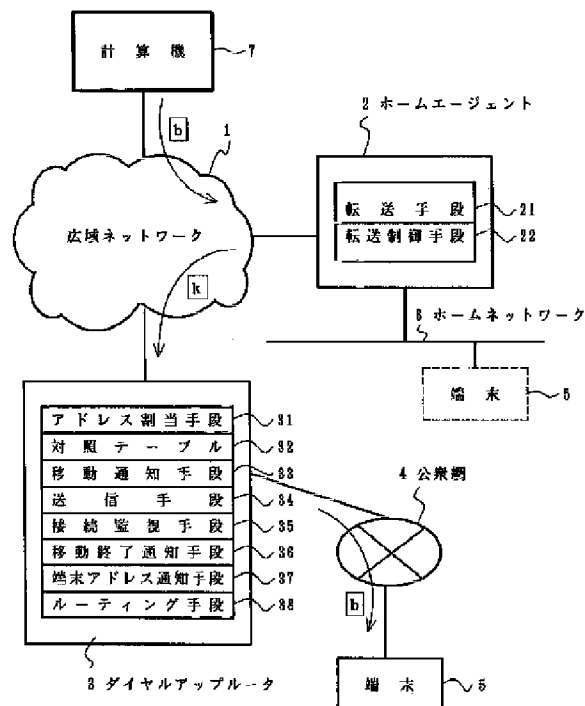 計算機 7
b
1
2 ホームエージェント
広域ネットワーク
転送手段 21
転送制御手段 22
k
6 ホームネットワーク
端末 5
アドレス割当手段 31
対照テーブル 32
移動通知手段 33
送信手段 34
接続監視手段 35
移動終了通知手段 36
端末アドレス通知手段 37
ルーティング手段 38
4 公衆網
b
3 ダイヤルアップルータ
端末 5